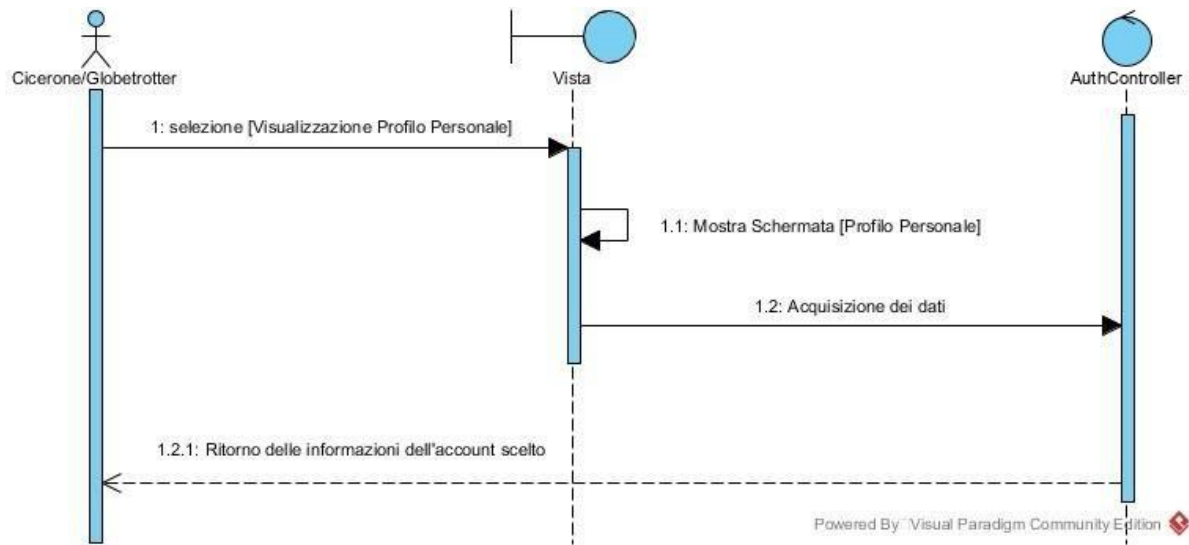 Cicerone/Globetrotter
Vista
AuthController
1: selezione [Visualizzazione Profilo Personale]
1.1: Mostra Schermata [Profilo Personale]
1.2: Acquisizione dei dati
1.2.1: Ritorno delle informazioni dell'account scelto
Powered By Visual Paradigm Community Edition